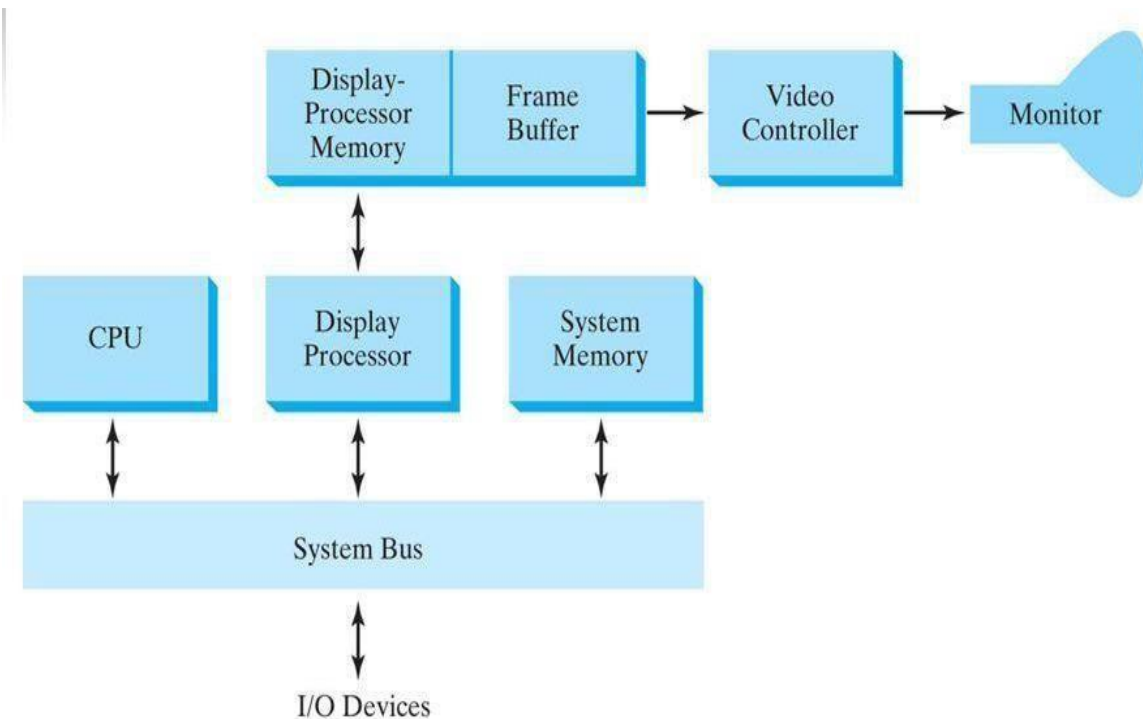 Display-
Processor
Memory
Frame
Buffer
Video
Controller
Monitor
CPU
Display
Processor
System
Memory
System Bus
I/O Devices